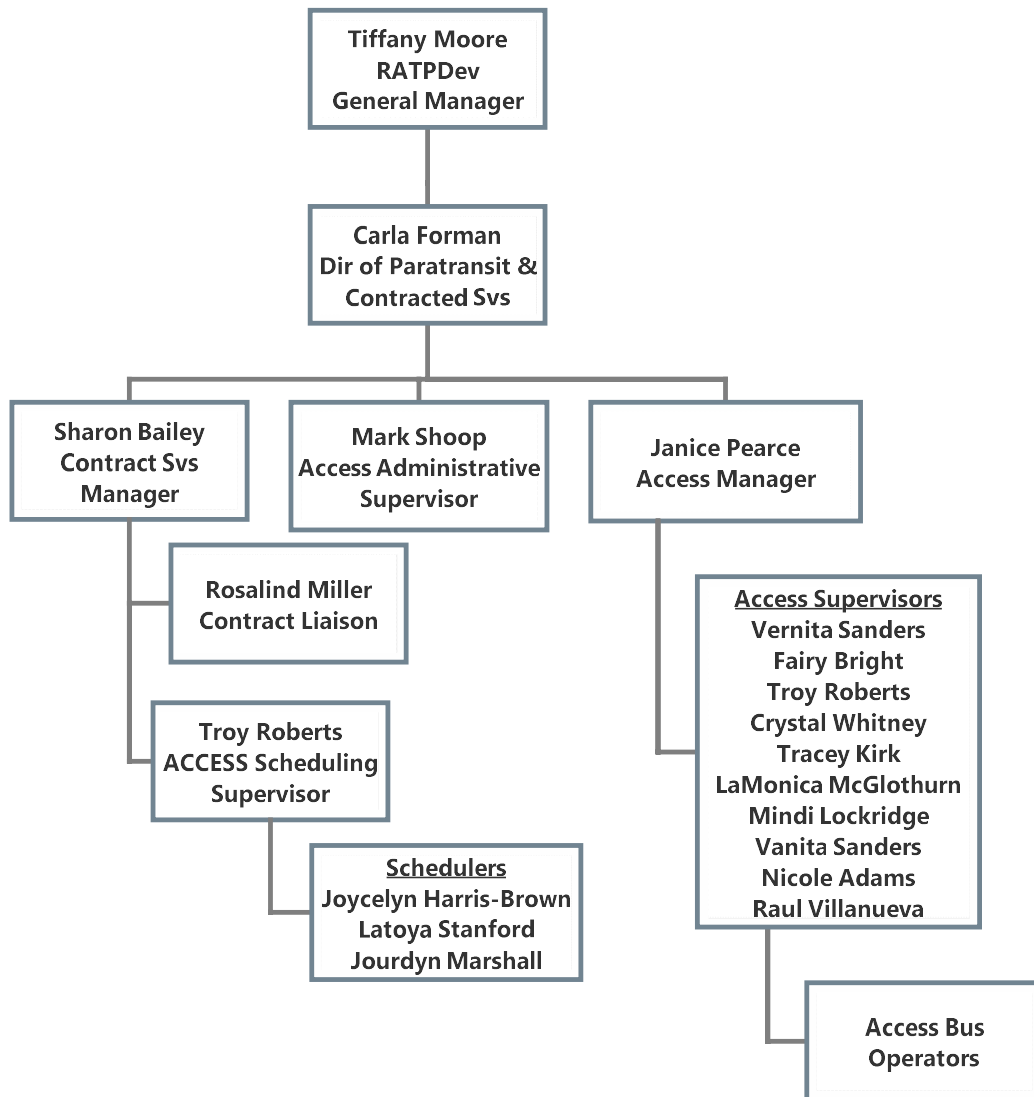 Tiffany Moore
RATPDev
General Manager
Carla Forman
Dir of Paratransit &
Contracted Svs
Sharon Bailey
Contract Svs
Manager
Mark Shoop
Access Administrative
Supervisor
Janice Pearce
Access Manager
Rosalind Miller
Contract Liaison
Troy Roberts
ACCESS Scheduling
Supervisor
Schedulers
Joycelyn Harris-Brown
Latoya Stanford
Jourdyn Marshall
Access Supervisors
Vernita Sanders
Fairy Bright
Troy Roberts
Crystal Whitney
Tracey Kirk
LaMonica McGlothurn
Mindi Lockridge
Vanita Sanders
Nicole Adams
Raul Villanueva
Access Bus
Operators